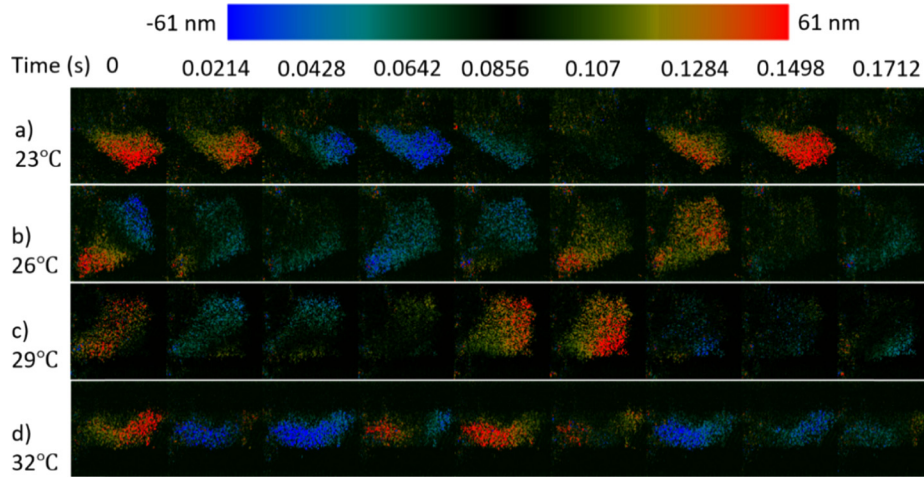 -61 nm 61 nm
Time (s) 0 0.0214 0.0428 0.0642 0.0856 0.107 0.1284 0.1498 0.1712
a)
23°C
b)
26°C
c)
29°C
d)
32°C